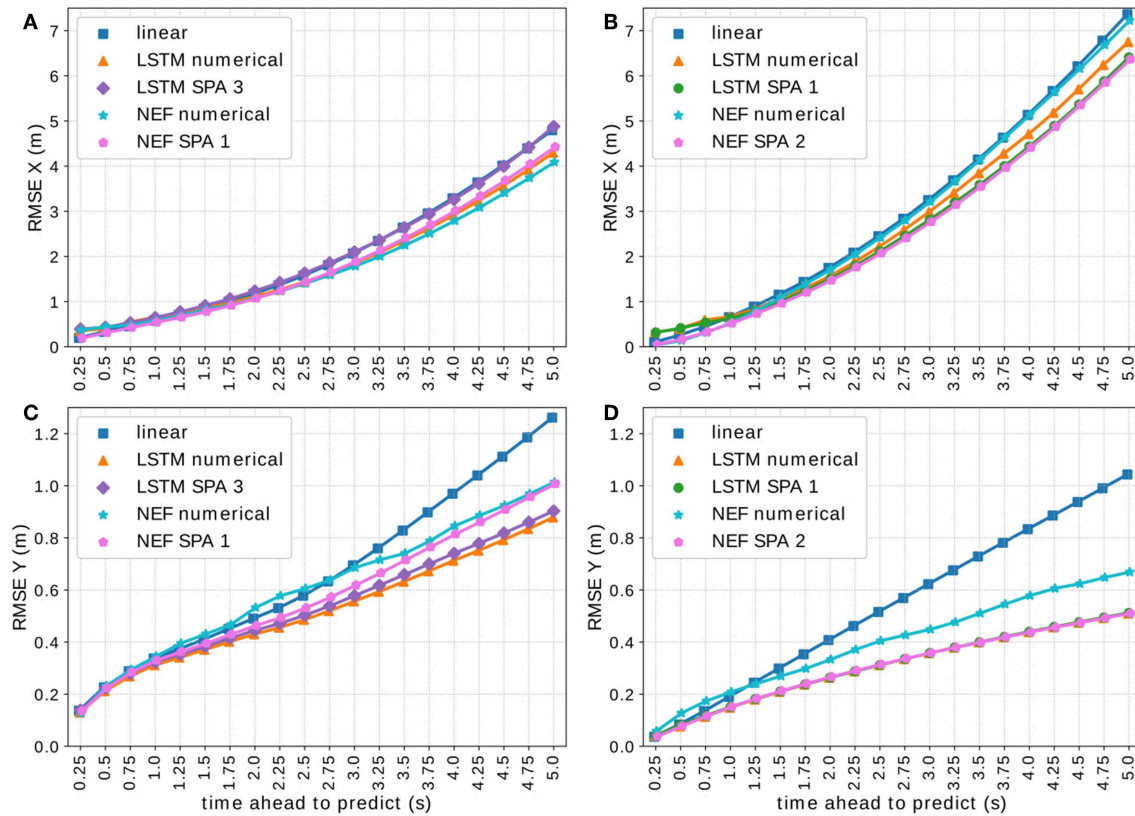 A
RMSE X (m)
7
6
5
4
3
2
1
0
linear
LSTM numerical
LSTM SPA 3
NEF numerical
NEF SPA 1
0.25 0.5 0.75 1.0 1.25 1.5 1.75 2.0 2.25 2.5 2.75 3.0 3.25 3.5 3.75 4.0 4.25 4.5 4.75 5.0
B
RMSE X (m)
7
6
5
4
3
2
1
0
linear
LSTM numerical
LSTM SPA 1
NEF numerical
NEF SPA 2
0.25 0.5 0.75 1.0 1.25 1.5 1.75 2.0 2.25 2.5 2.75 3.0 3.25 3.5 3.75 4.0 4.25 4.5 4.75 5.0
C
RMSE Y (m)
1.2
1.0
0.8
0.6
0.4
0.2
0.0
linear
LSTM numerical
LSTM SPA 3
NEF numerical
NEF SPA 1
0.25 0.5 0.75 1.0 1.25 1.5 1.75 2.0 2.25 2.5 2.75 3.0 3.25 3.5 3.75 4.0 4.25 4.5 4.75 5.0
time ahead to predict (s)
D
RMSE Y (m)
1.2
1.0
0.8
0.6
0.4
0.2
0.0
linear
LSTM numerical
LSTM SPA 1
NEF numerical
NEF SPA 2
0.25 0.5 0.75 1.0 1.25 1.5 1.75 2.0 2.25 2.5 2.75 3.0 3.25 3.5 3.75 4.0 4.25 4.5 4.75 5.0
time ahead to predict (s)